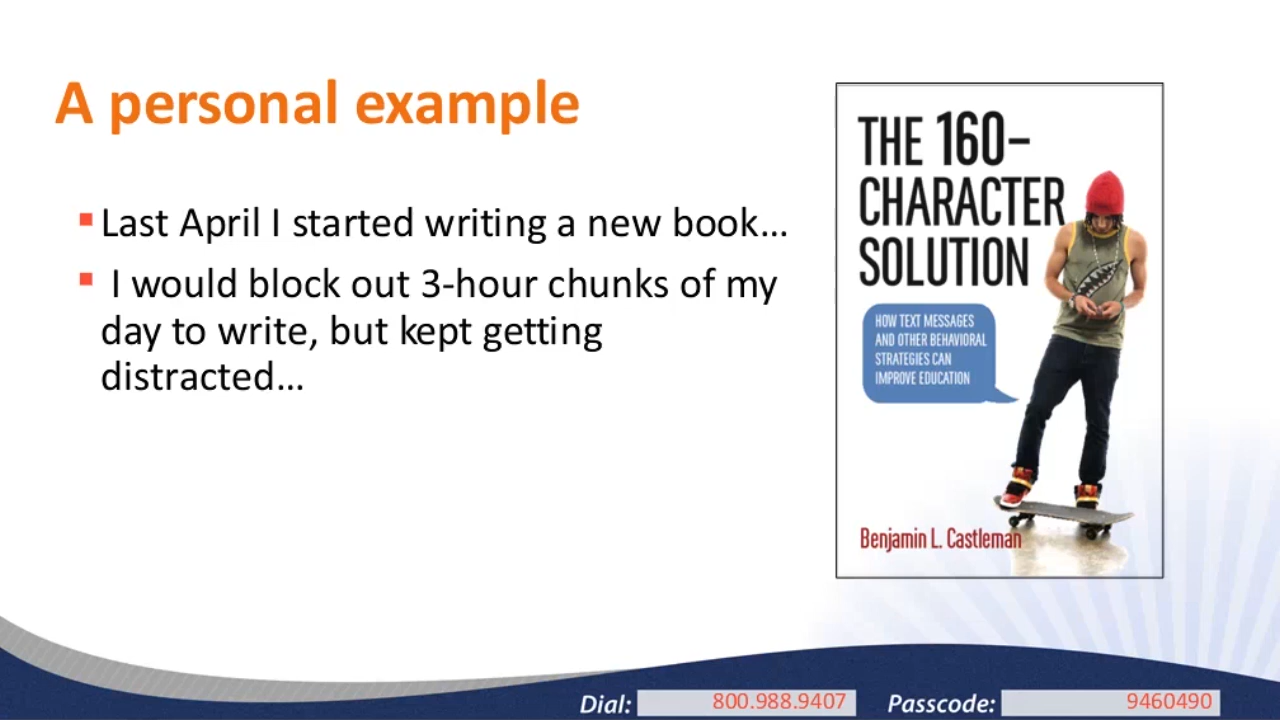 A personal example
Last April I started writing a new book…
I would block out 3-hour chunks of my
day to write, but kept getting
distracted…
THE 160–
CHARACTER
SOLUTION
HOW TEXT MESSAGES
AND OTHER BEHAVIORAL
STRATEGIES CAN
IMPROVE EDUCATION
Benjamin L. Castleman
Dial: 800.988.9407 Passcode: 9460490